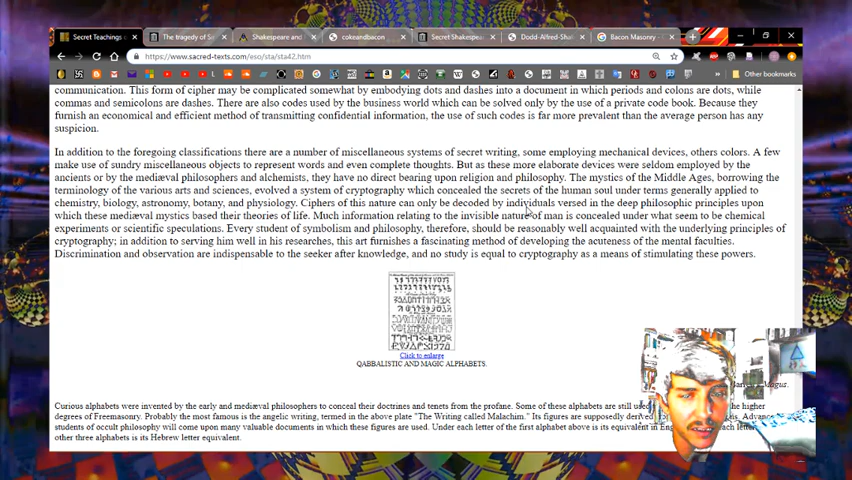 Secret Teachings
The tragedy of S
Shakespeare and
cokeandbacon
Secret Shakespea
Dodd-Alfred-Sha
Bacon Masonry -
https://www.sacred-texts.com/eso/sta/sta42.htm
Other bookmarks
communication. This form of cipher may be complicated somewhat by embodying dots and dashes into a document in which periods and colons are dots, while
commas and semicolons are dashes. There are also codes used by the business world which can be solved only by the use of a private code book. Because they
furnish an economical and efficient method of transmitting confidential information, the use of such codes is far more prevalent than the average person has any
suspicion.
In addition to the foregoing classifications there are a number of miscellaneous systems of secret writing, some employing mechanical devices, others colors. A few
make use of sundry miscellaneous objects to represent words and even complete thoughts. But as these more elaborate devices were seldom employed by the
ancients or by the mediæval philosophers and alchemists, they have no direct bearing upon religion and philosophy. The mystics of the Middle Ages, borrowing the
terminology of the various arts and sciences, evolved a system of cryptography which concealed the secrets of the human soul under terms generally applied to
chemistry, biology, astronomy, botany, and physiology. Ciphers of this nature can only be decoded by individuals versed in the deep philosophic principles upon
which these mediæval mystics based their theories of life. Much information relating to the invisible nature of man is concealed under what seem to be chemical
experiments or scientific speculations. Every student of symbolism and philosophy, therefore, should be reasonably well acquainted with the underlying principles of
cryptography; in addition to serving him well in his researches, this art furnishes a fascinating method of developing the acuteness of the mental faculties.
Discrimination and observation are indispensable to the seeker after knowledge, and no study is equal to cryptography as a means of stimulating these powers.
Click to enlarge
QABBALISTIC AND MAGIC ALPHABETS.
Magus.
Curious alphabets were invented by the early and mediæval philosophers to conceal their doctrines and tenets from the profane. Some of these alphabets are still used the higher
degrees of Freemasonry. Probably the most famous is the angelic writing, termed in the above plate "The Writing called Malachim." Its figures are supposedly derived
students of occult philosophy will come upon many valuable documents in which these figures are used. Under each letter of the first alphabet above is its equivalent in each
other three alphabets is its Hebrew letter equivalent.